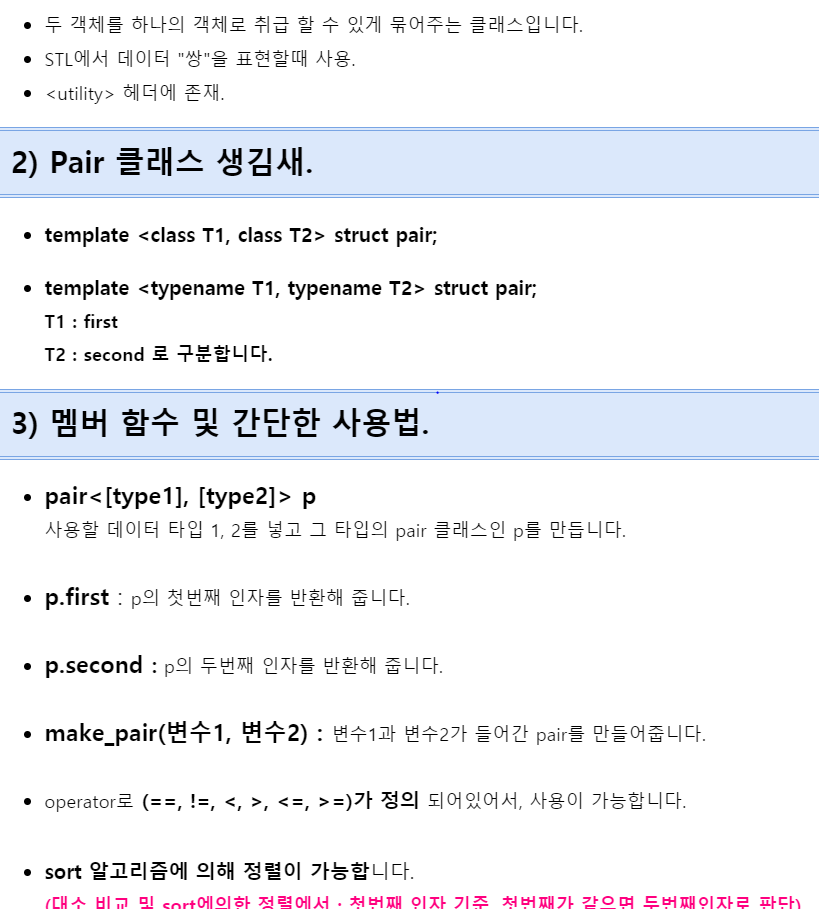 두 객체를 하나의 객체로 취급 할 수 있게 묶어주는 클래스입니다.
STL에서 데이터 "쌍"을 표현할때 사용.
<utility> 헤더에 존재.
2) Pair 클래스 생김새.
template <class T1, class T2> struct pair;
template <typename T1, typename T2> struct pair;
T1 : first
T2 : second 로 구분합니다.
3) 멤버 함수 및 간단한 사용법.
pair<[type1], [type2]> p
사용할 데이터 타입 1, 2를 넣고 그 타입의 pair 클래스인 p를 만듭니다.
p.first : p의 첫번째 인자를 반환해 줍니다.
p.second : p의 두번째 인자를 반환해 줍니다.
make_pair(변수1, 변수2) : 변수1과 변수2가 들어간 pair를 만들어줍니다.
operator로 (==, !=, <, >, <=, >=)가 정의 되어있어서, 사용이 가능합니다.
sort 알고리즘에 의해 정렬이 가능합니다.
(대소 비교 및 sort에의한 정렬에서 : 첫번째 인자 기준, 첫번째가 같으면 두번째인자로 판단)